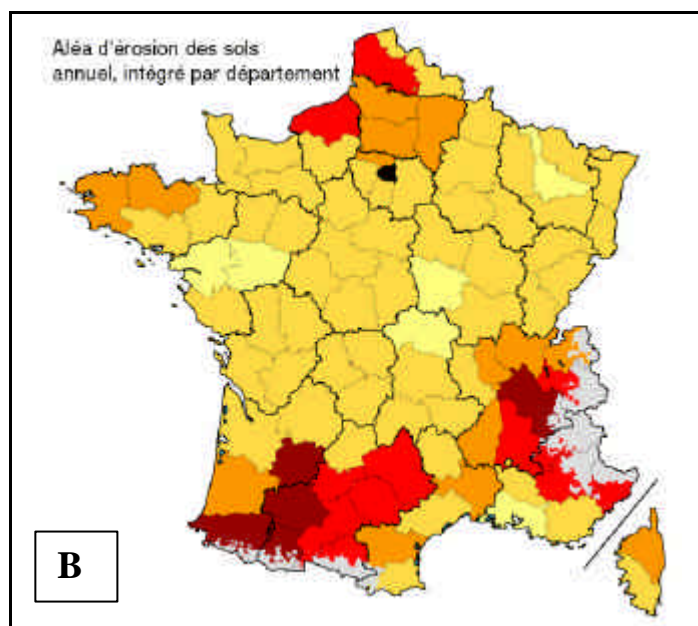 Aléa d'érosion des sols
annuel, intégré par département
B